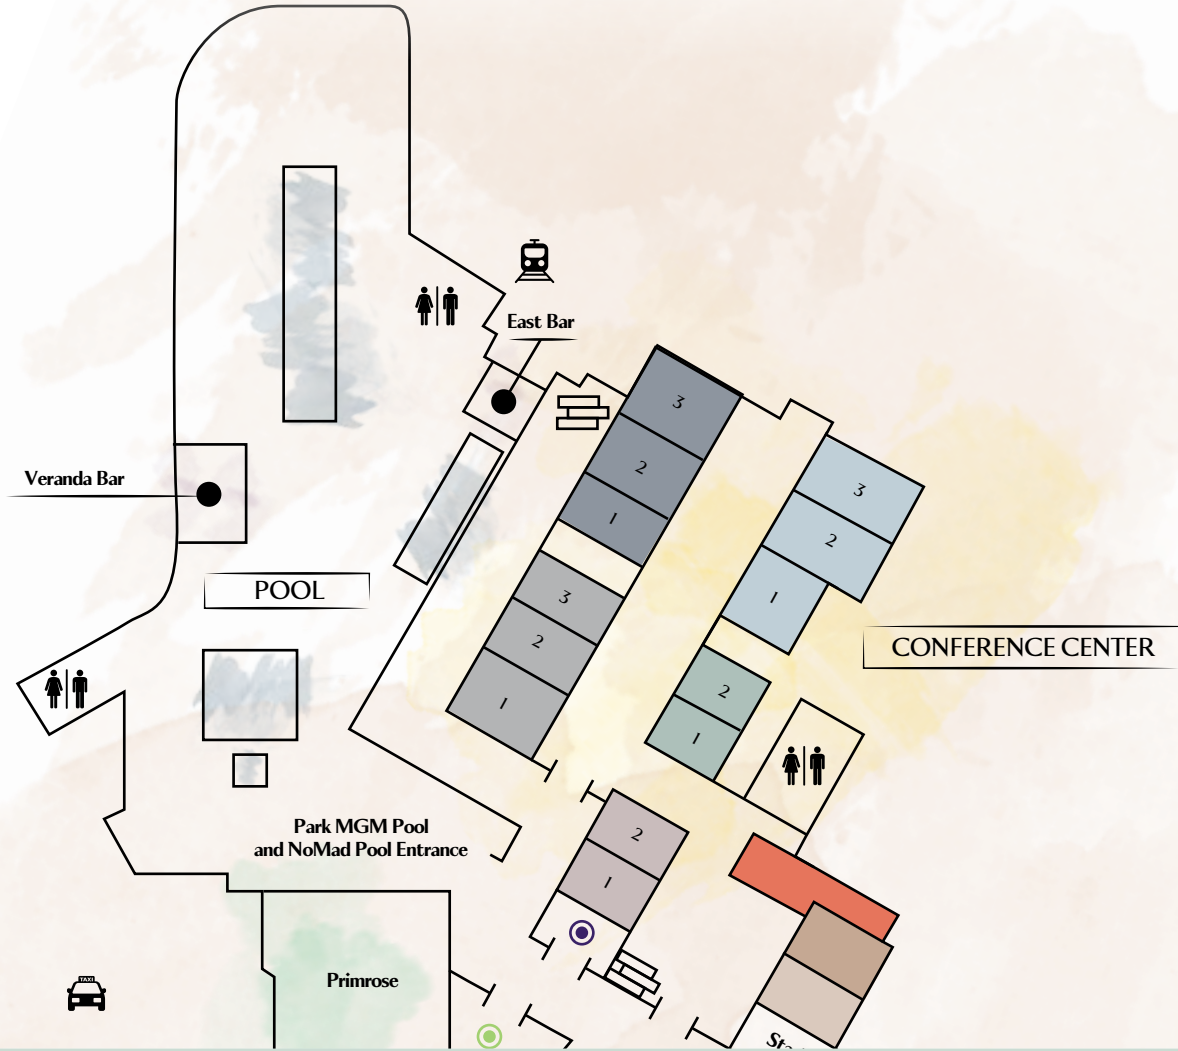 East Bar
3
2
1
3
2
1
3
2
1
2
1
2
1
Veranda Bar
POOL
CONFERENCE CENTER
Park MGM Pool
and NoMad Pool Entrance
Primrose
TAXI